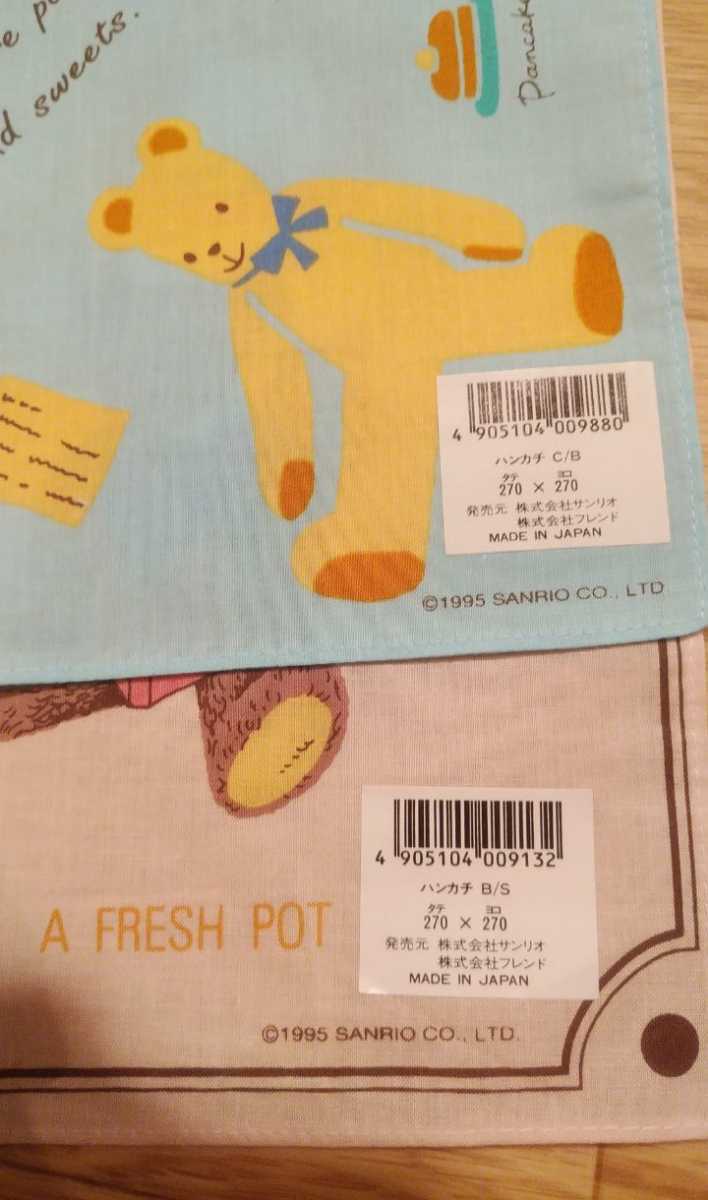 sweets.
Pancake
4 905104 009880
ハンカチ C/B
タテ ヨコ
270 × 270
発売元 株式会社サンリオ
株式会社フレンド
MADE IN JAPAN
©1995 SANRIO CO., LTD
4 905104 009132
ハンカチ B/S
タテ ヨコ
270 × 270
発売元 株式会社サンリオ
株式会社フレンド
MADE IN JAPAN
A FRESH POT
©1995 SANRIO CO., LTD.